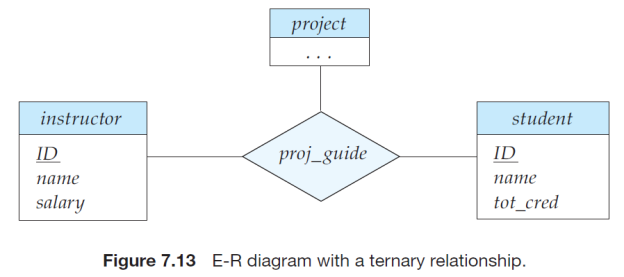 project
. . .
instructor
ID
name
salary
proj_guide
student
ID
name
tot_cred
Figure 7.13 E-R diagram with a ternary relationship.